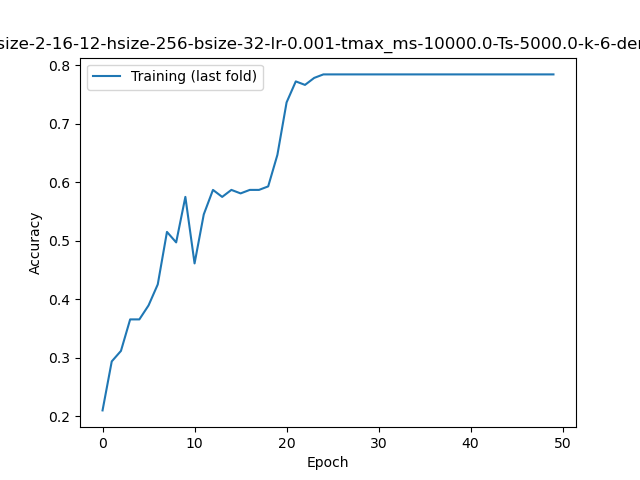 size-2-16-12-hsize-256-bsize-32-lr-0.001-tmax_ms-10000.0-Ts-5000.0-k-6-der
Training (last fold)
0.8
0.7
0.6
0.5
0.4
0.3
0.2
Accuracy
0 10 20 30 40 50
Epoch